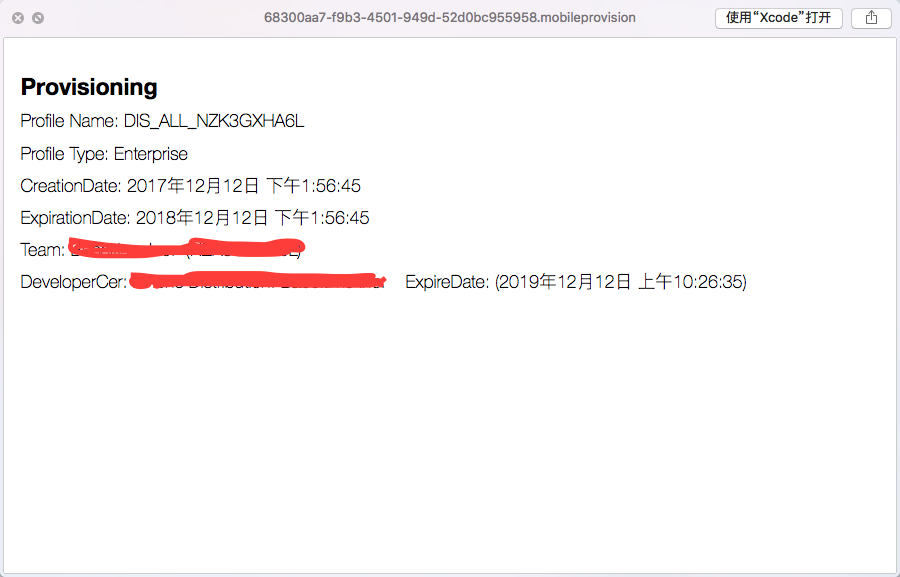 68300aa7-f9b3-4501-949d-52d0bc955958.mobileprovision
使用“Xcode”打开
Provisioning
Profile Name: DIS_ALL_NZK3GXHA6L
Profile Type: Enterprise
CreationDate: 2017年12月12日 下午1:56:45
ExpirationDate: 2018年12月12日 下午1:56:45
Team:
DeveloperCer: ExpireDate: (2019年12月12日 上午10:26:35)